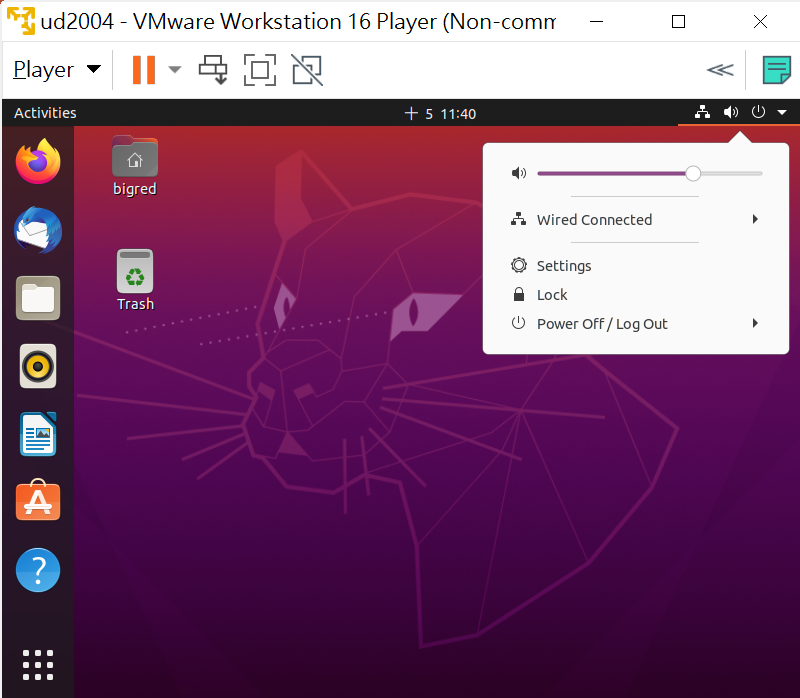 ud2004 - VMware Workstation 16 Player (Non-comm
Player
Activities
十 5 11:40
bigred
Trash
Wired Connected
Settings
Lock
Power Off / Log Out
?